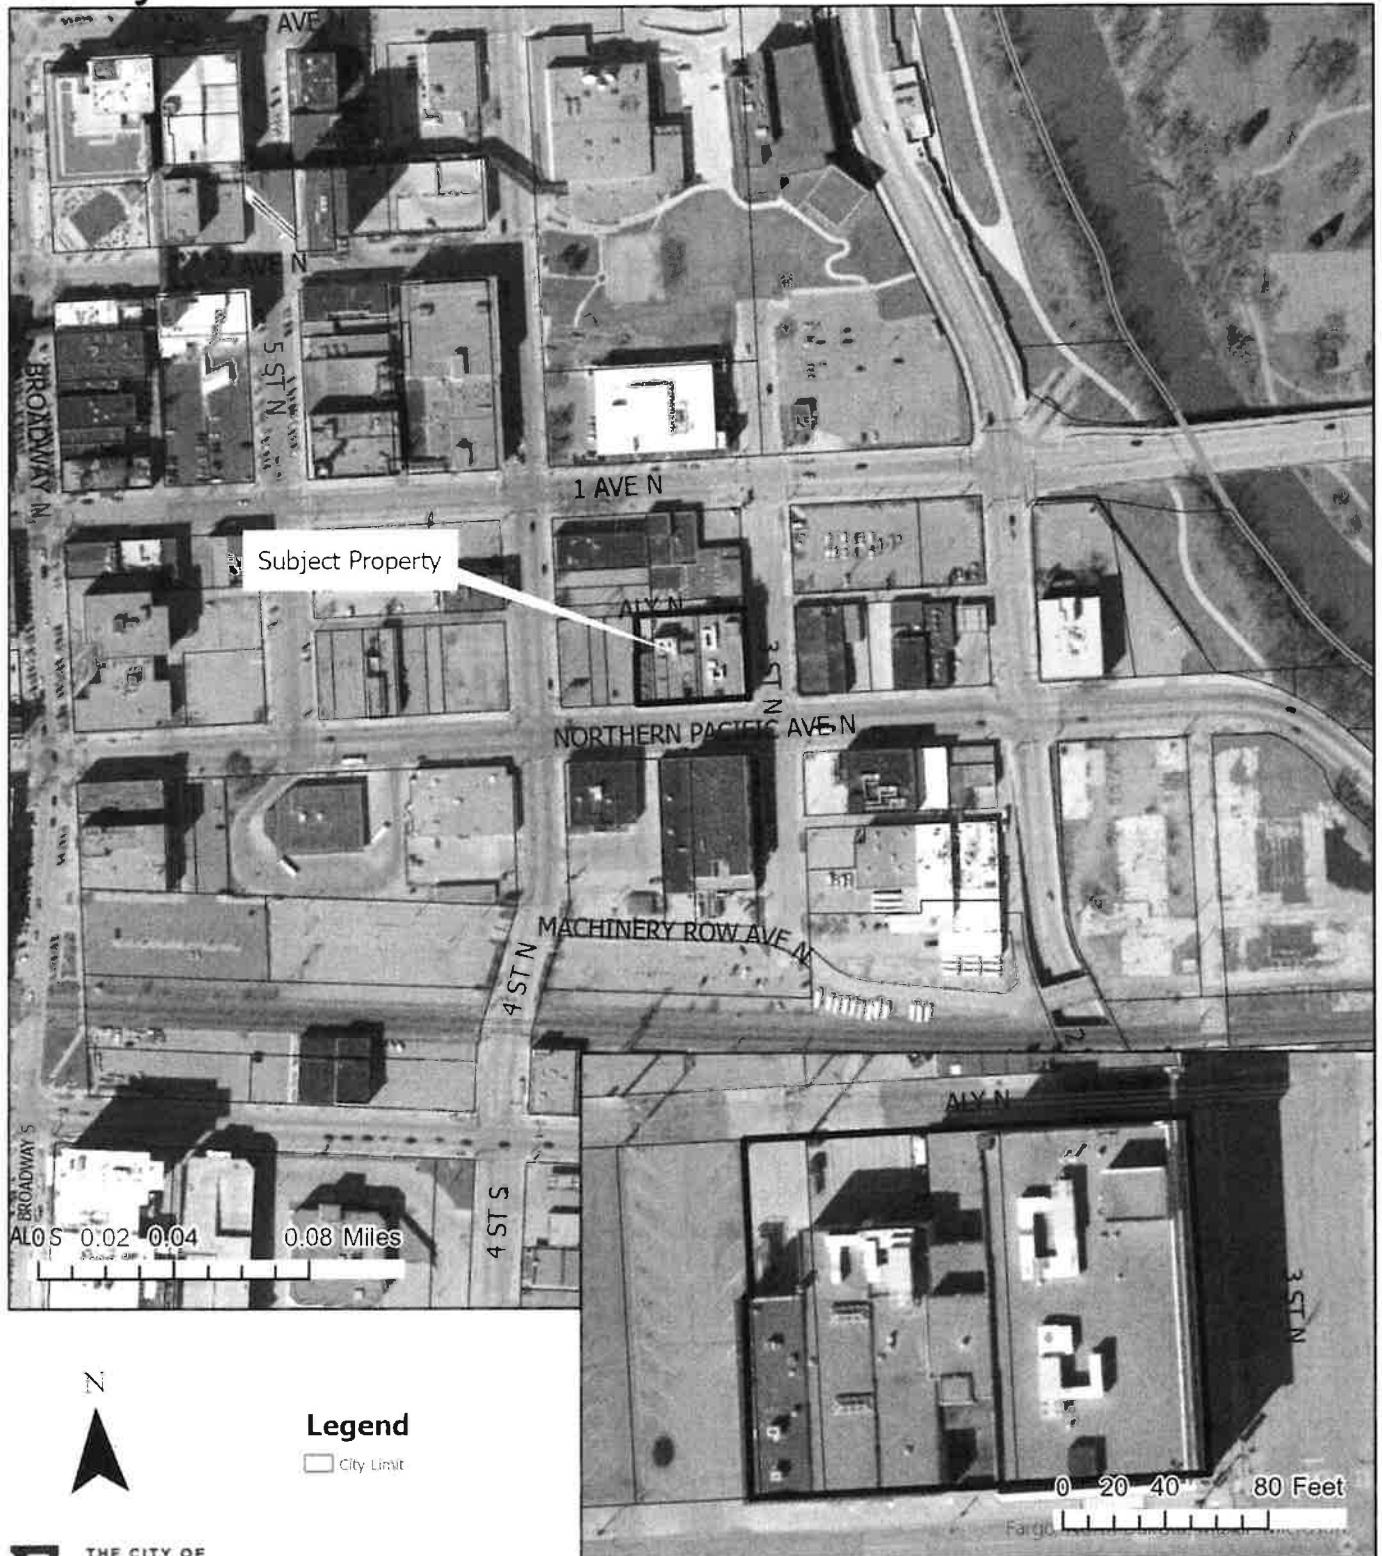 AVE N
2 AVE N
5 ST N
BROADWAY N
1 AVE N
Subject Property
ALY N
3 ST N
NORTHERN PACIFIC AVE N
MACHINERY ROW AVE N
4 ST N
2
ALY N
BROADWAY S
4 ST S
0.02 0.04 0.08 Miles
3 ST N
N
Legend
City Limit
0 20 40 80 Feet
THE CITY OF